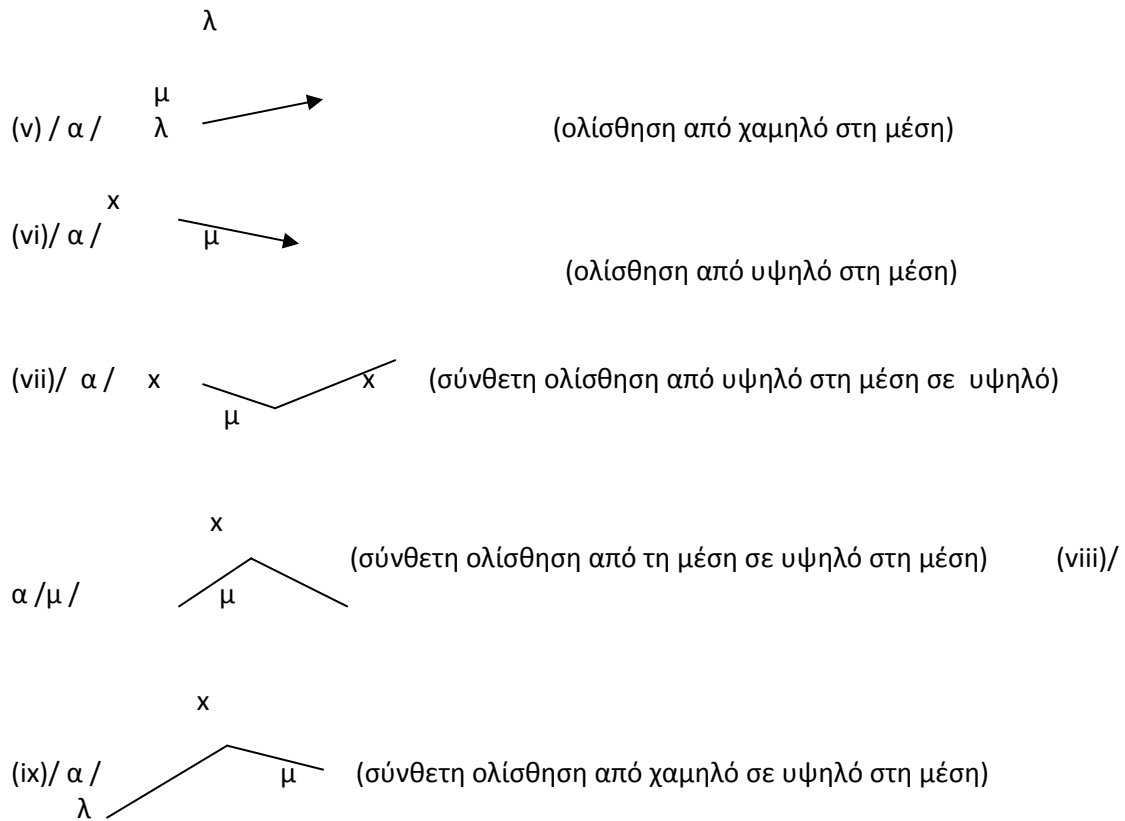 λ
μ
(v) / α / λ (ολίσθηση από χαμηλό στη μέση)
x
(vi)/ α / μ
(ολίσθηση από υψηλό στη μέση)
(vii)/ α / x x (σύνθετη ολίσθηση από υψηλό στη μέση σε υψηλό)
μ
x
(σύνθετη ολίσθηση από τη μέση σε υψηλό στη μέση) (viii)/
α /μ / μ
x
(ix)/ α / μ (σύνθετη ολίσθηση από χαμηλό σε υψηλό στη μέση)
λ